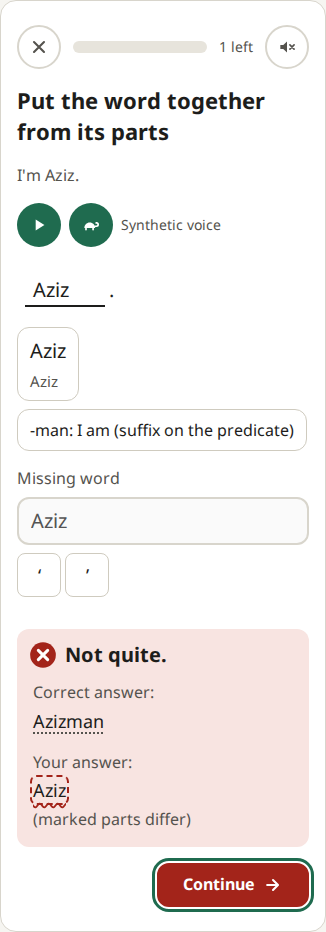 1 left
Put the word together
from its parts
I'm Aziz.
Synthetic voice
Aziz .
Aziz
Aziz
-man: I am (suffix on the predicate)
Missing word
Aziz
‘ ’
Not quite.
Correct answer:
Azizman
Your answer:
Aziz
(marked parts differ)
Continue →